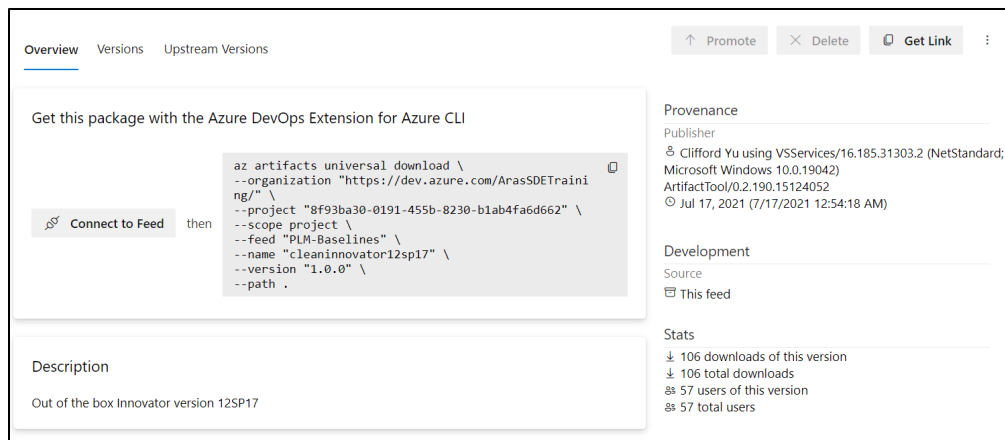 Overview Versions Upstream Versions
Promote Delete Get Link
Get this package with the Azure DevOps Extension for Azure CLI
Connect to Feed then
az artifacts universal download \
--organization "https://dev.azure.com/ArasSDETraini
ng/" \
--project "8f93ba30-0191-455b-8230-b1ab4fa6d662" \
--scope project \
--feed "PLM-Baselines" \
--name "cleaninnovator12sp17" \
--version "1.0.0" \
--path .
Description
Out of the box Innovator version 12SP17
Provenance
Publisher
Clifford Yu using VSServices/16.185.31303.2 (NetStandard;
Microsoft Windows 10.0.19042)
ArtifactTool/0.2.190.15124052
Jul 17, 2021 (7/17/2021 12:54:18 AM)
Development
Source
This feed
Stats
106 downloads of this version
106 total downloads
57 users of this version
57 total users